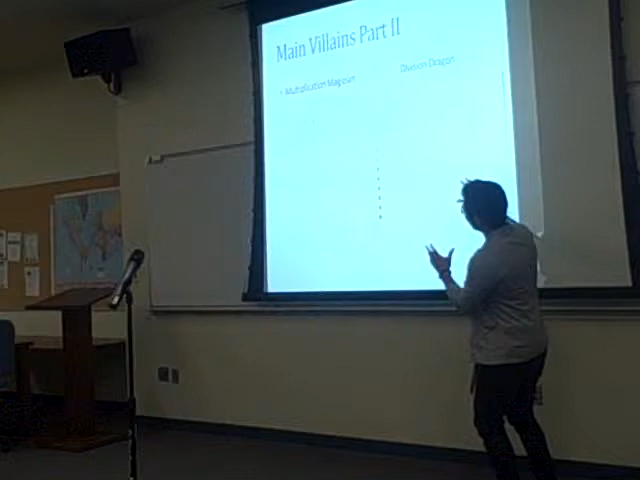 Main Villains Part II
• Multiplication Magician
Division Dragon